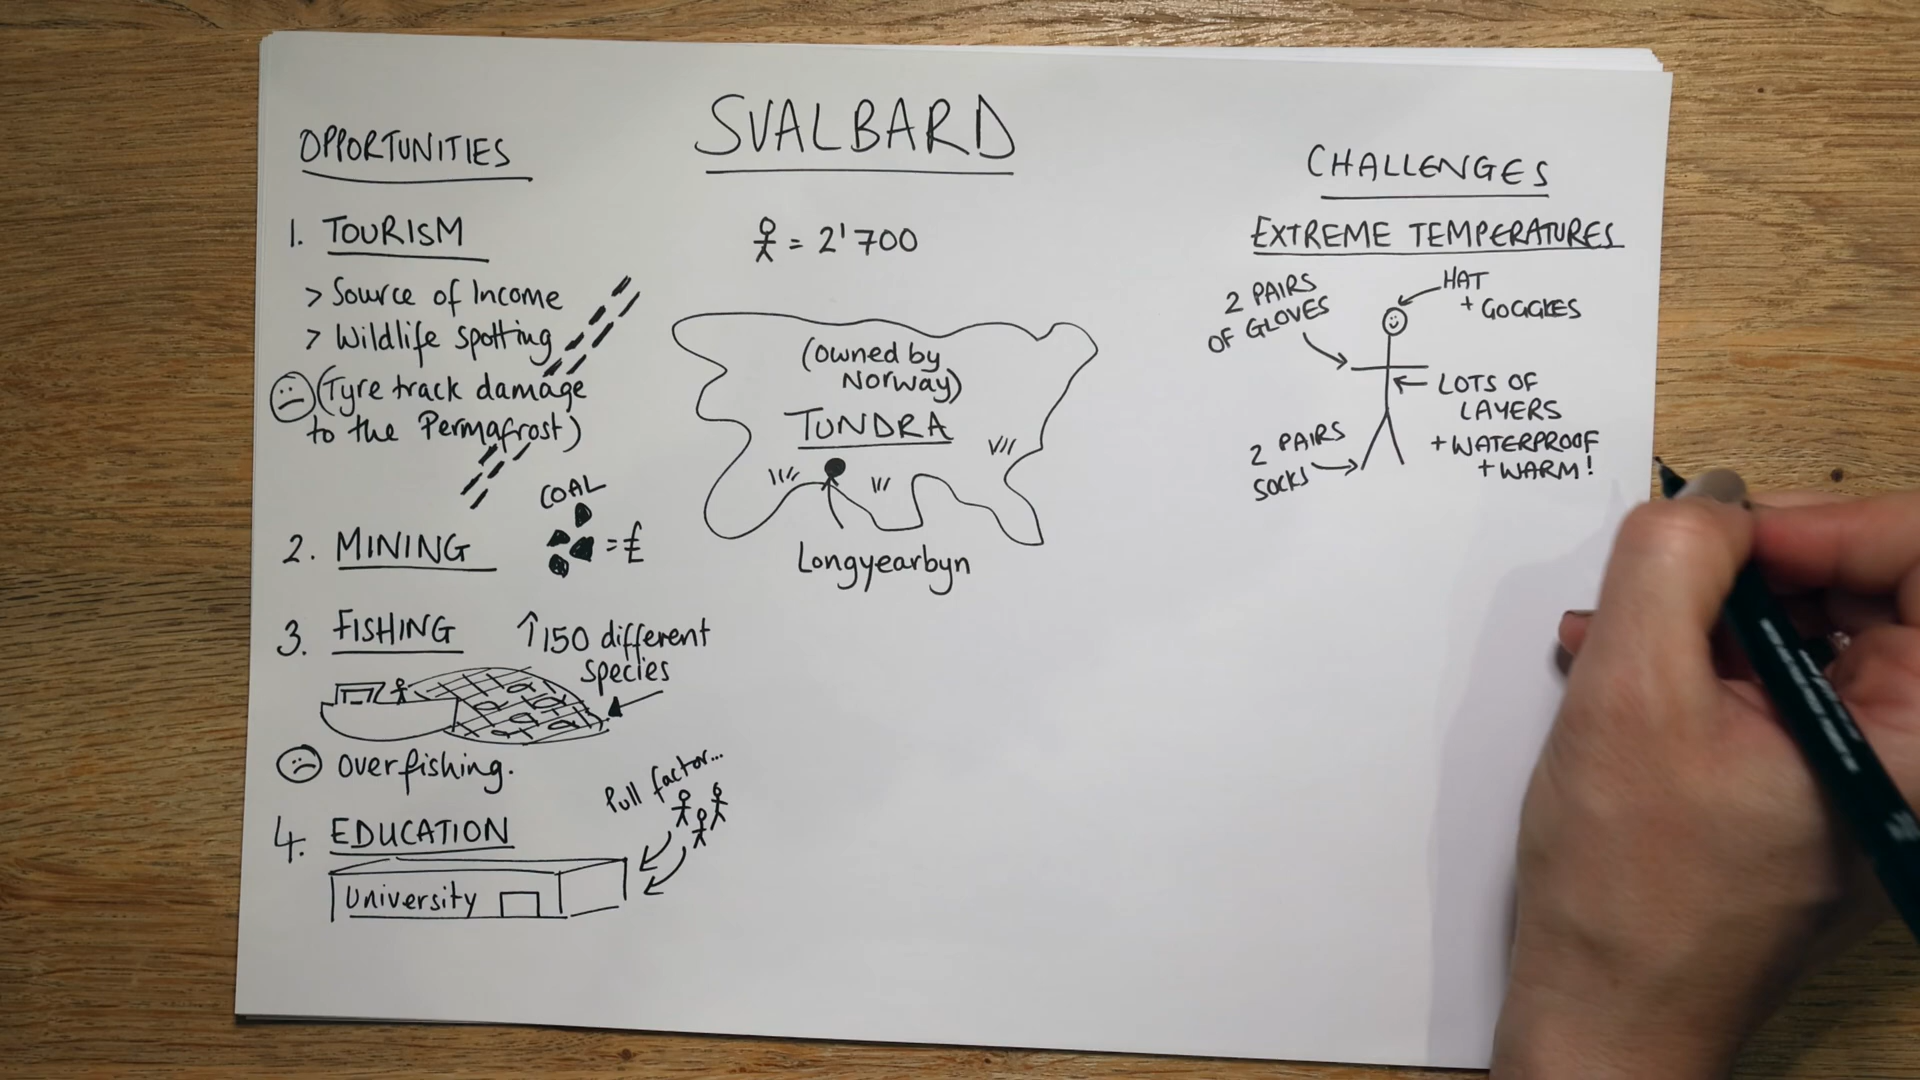 SVALBARD
= 2'700
(owned by
Norway)
TUNDRA
Longyearbyn
OPPORTUNITIES
1. TOURISM
> Source of Income
> Wildlife spotting
(Tyre track damage
to the Permafrost)
2. MINING
COAL
= £
3. FISHING
↑150 different
species
overfishing.
4. EDUCATION
Pull factor...
University
CHALLENGES
EXTREME TEMPERATURES
2 PAIRS
OF GLOVES
HAT
+ GOGGLES
LOTS OF
LAYERS
+ WATERPROOF
+ WARM!
2 PAIRS
SOCKS